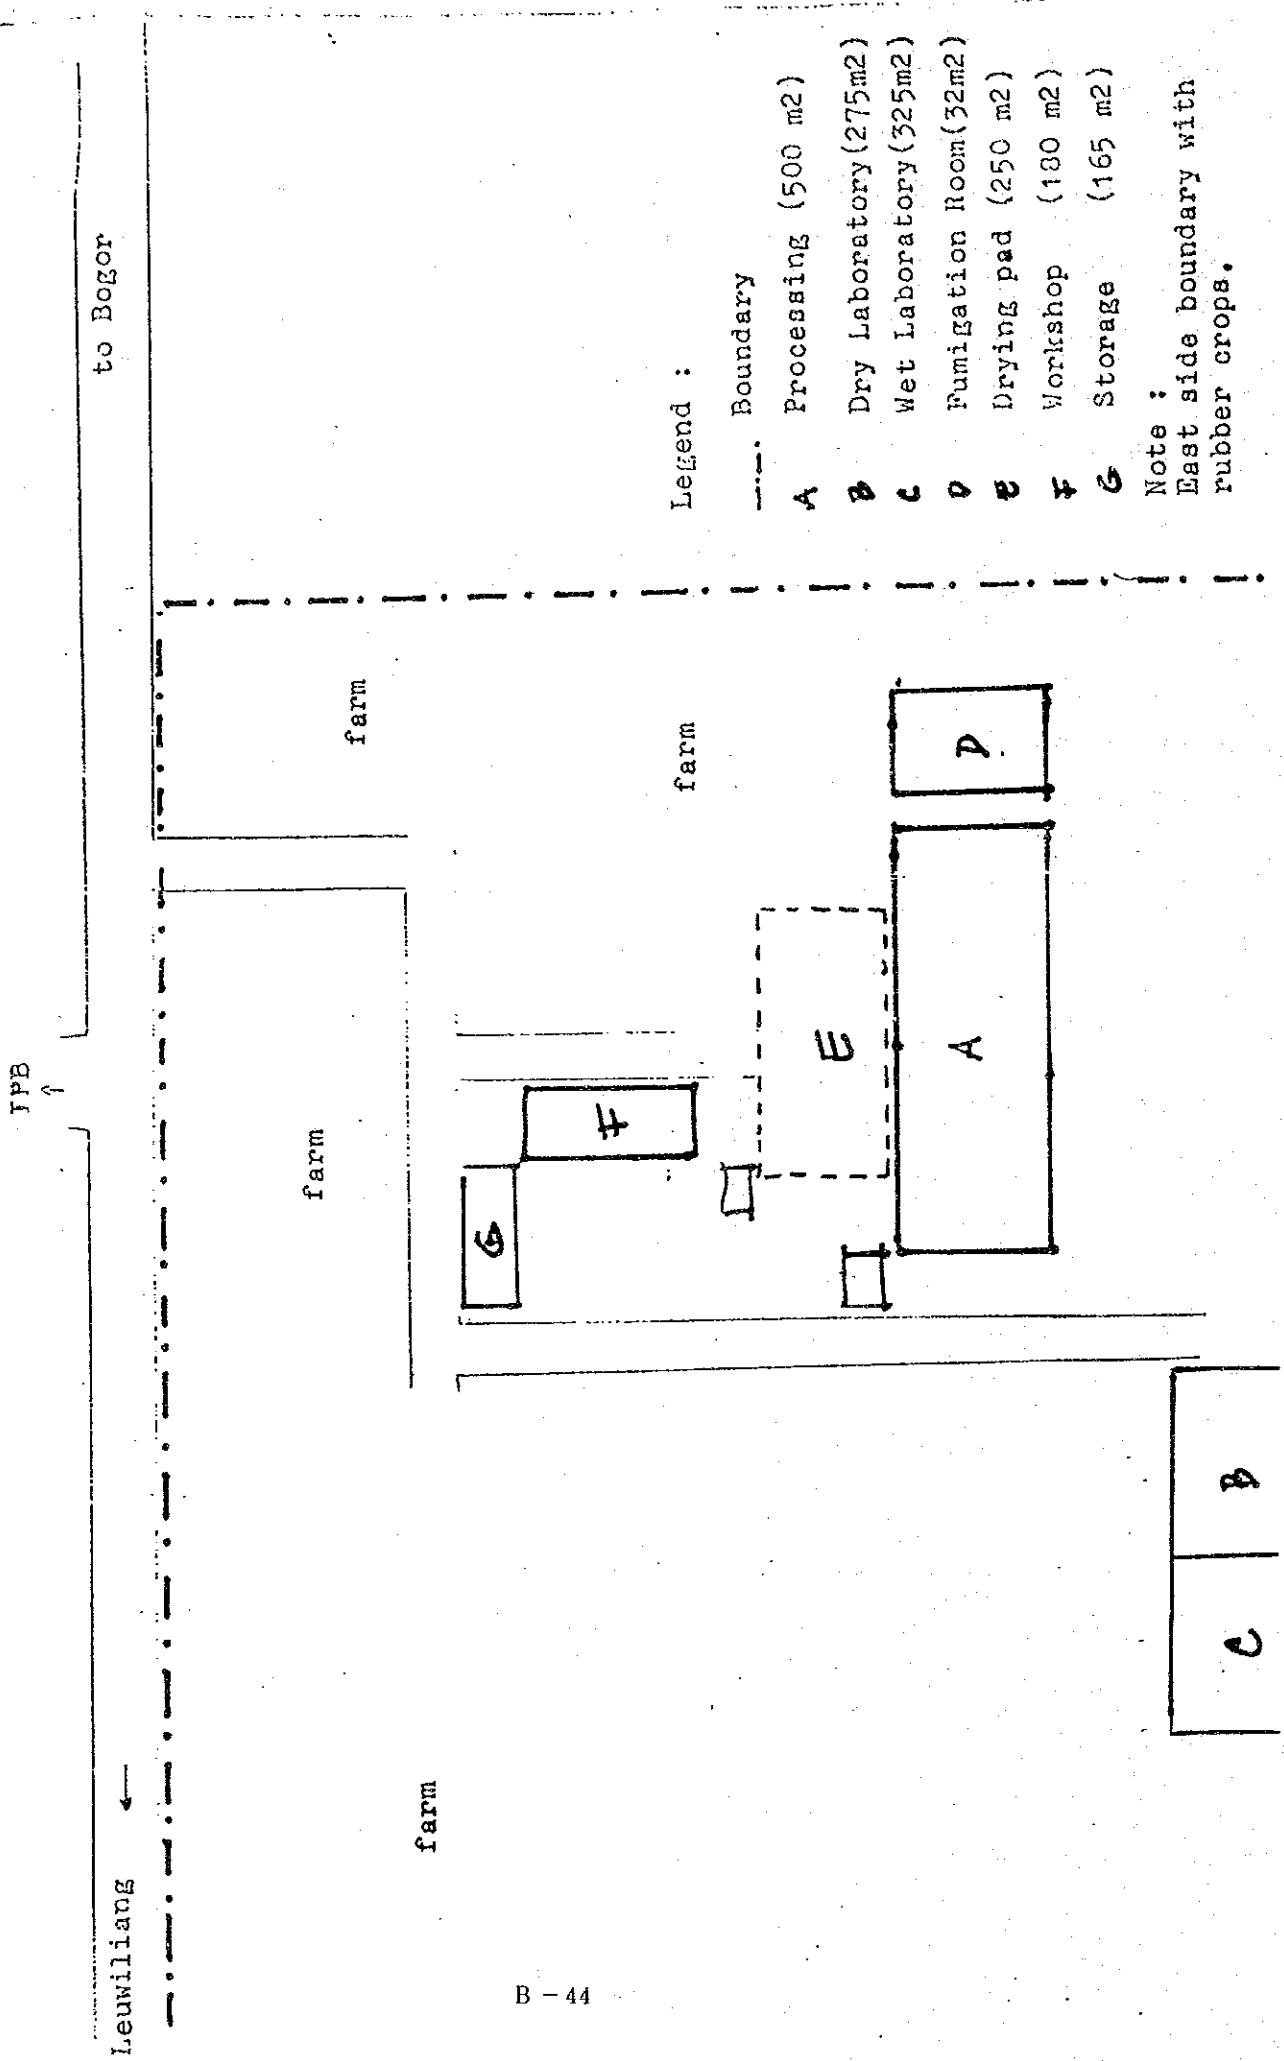 IPB
to Bogor
Leuwiliang
farm
farm
farm
farm
G
F
E
A
D
B
C
Legend :
Boundary
A Processing (500 m2)
B Dry Laboratory(275m2)
C Wet Laboratory(325m2)
D Fumigation Room(32m2)
E Drying pad (250 m2)
F Workshop (180 m2)
G Storage (165 m2)
Note :
East side boundary with
rubber crops.
B - 44